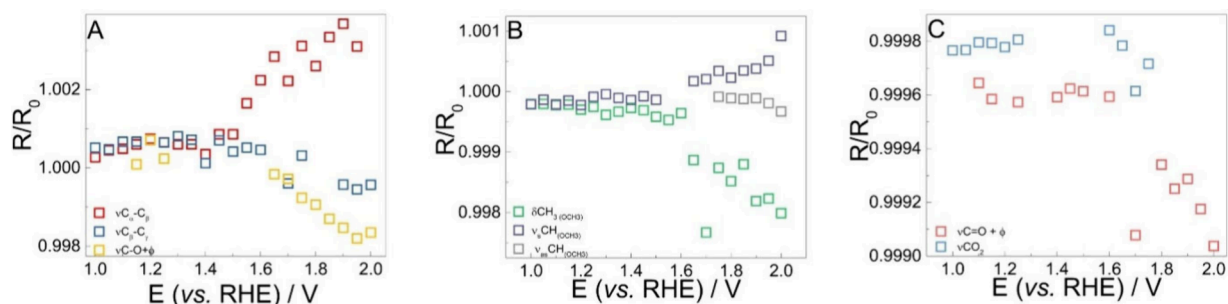 A
R/R₀
1.002
1.000
0.998
νCα-Cβ
νCβ-Cγ
νC-O+ϕ
1.0 1.2 1.4 1.6 1.8 2.0
E (vs. RHE) / V
B
R/R₀
1.001
1.000
0.999
0.998
δCH₃ (OCH3)
νₛCH(OCH3)
νₐₛCH(OCH3)
1.0 1.2 1.4 1.6 1.8 2.0
E (vs. RHE) / V
C
R/R₀
0.9998
0.9996
0.9994
0.9992
0.9990
νC=O + ϕ
νCO₂
1.0 1.2 1.4 1.6 1.8 2.0
E (vs. RHE) / V